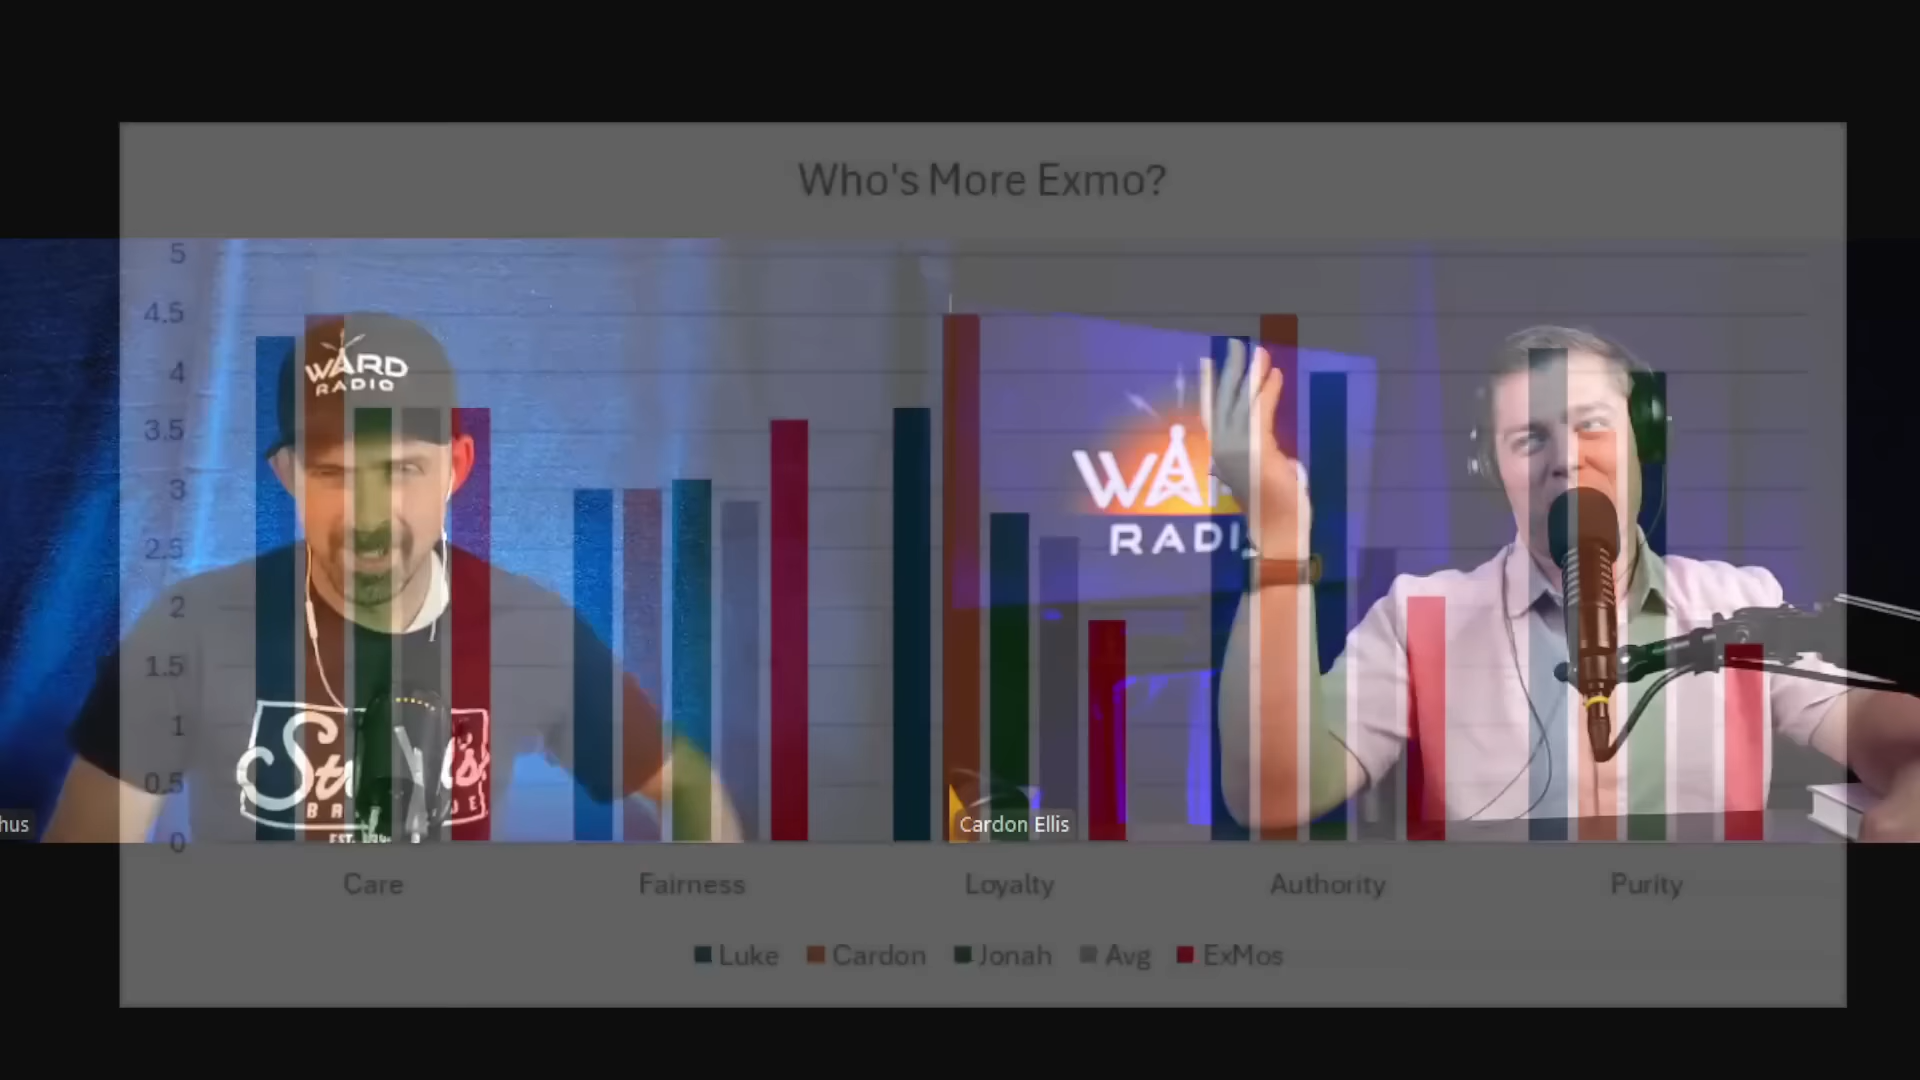 Who's More Exmo?
5
4.5
4
3.5
3
2.5
2
1.5
1
0.5
0
WARD
RADIO
WAR
RADI
EST.
hus
Cardon Ellis
Care Fairness Loyalty Authority Purity
Luke Cardon Jonah Avg ExMos